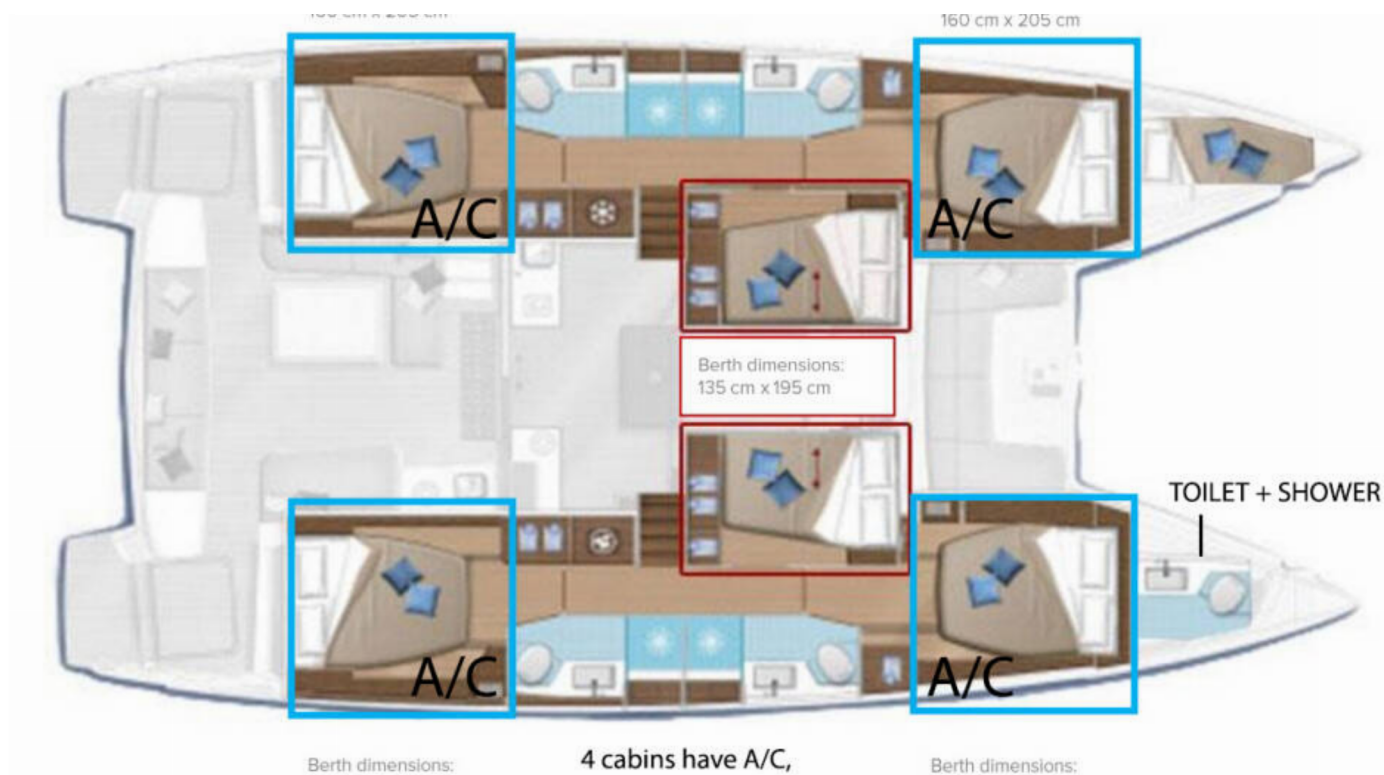 160 cm x 205 cm
A/C
A/C
Berth dimensions:
135 cm x 195 cm
TOILET + SHOWER
A/C
A/C
Berth dimensions:
4 cabins have A/C,
Berth dimensions: